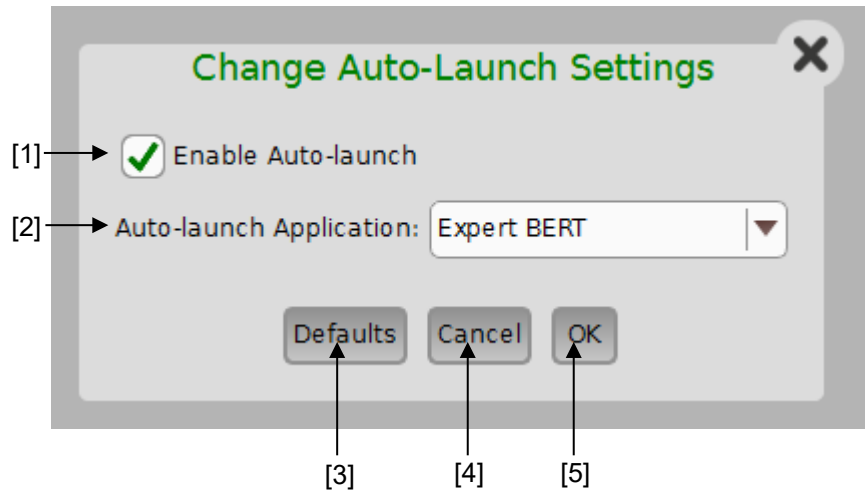 Change Auto-Launch Settings
[1] Enable Auto-launch
[2] Auto-launch Application: Expert BERT
Defaults Cancel OK
[3] [4] [5]